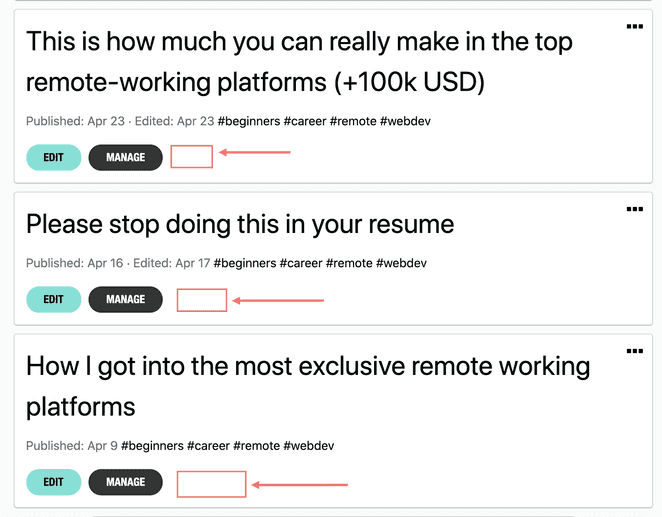 This is how much you can really make in the top
remote-working platforms (+100k USD)
Published: Apr 23 · Edited: Apr 23 #beginners #career #remote #webdev
EDIT MANAGE
Please stop doing this in your resume
Published: Apr 16 · Edited: Apr 17 #beginners #career #remote #webdev
EDIT MANAGE
How I got into the most exclusive remote working
platforms
Published: Apr 9 #beginners #career #remote #webdev
EDIT MANAGE